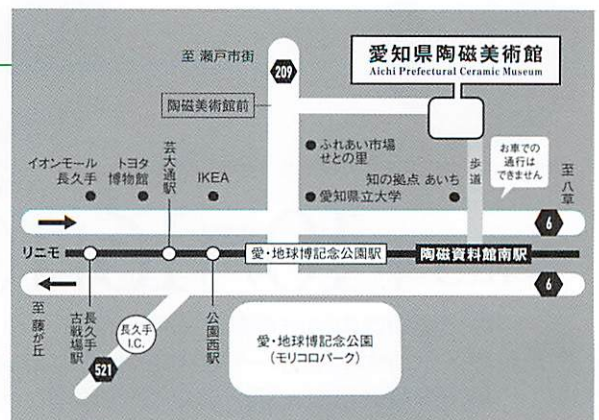 至 瀬戸市街
209
愛知県陶磁美術館
Aichi Prefectural Ceramic Museum
陶磁美術館前
芸大通駅
イオンモール
長久手
トヨタ
博物館
IKEA
ふれあい市場
せとの里
知の拠点 あいち
愛知県立大学
歩道
お車での
通行は
できません
至 八草
6
リニモ
愛・地球博記念公園駅
陶磁資料館南駅
6
至 藤が丘
長久手
古戦場駅
長久手
I.C.
521
公園西駅
愛・地球博記念公園
(モリコロパーク)